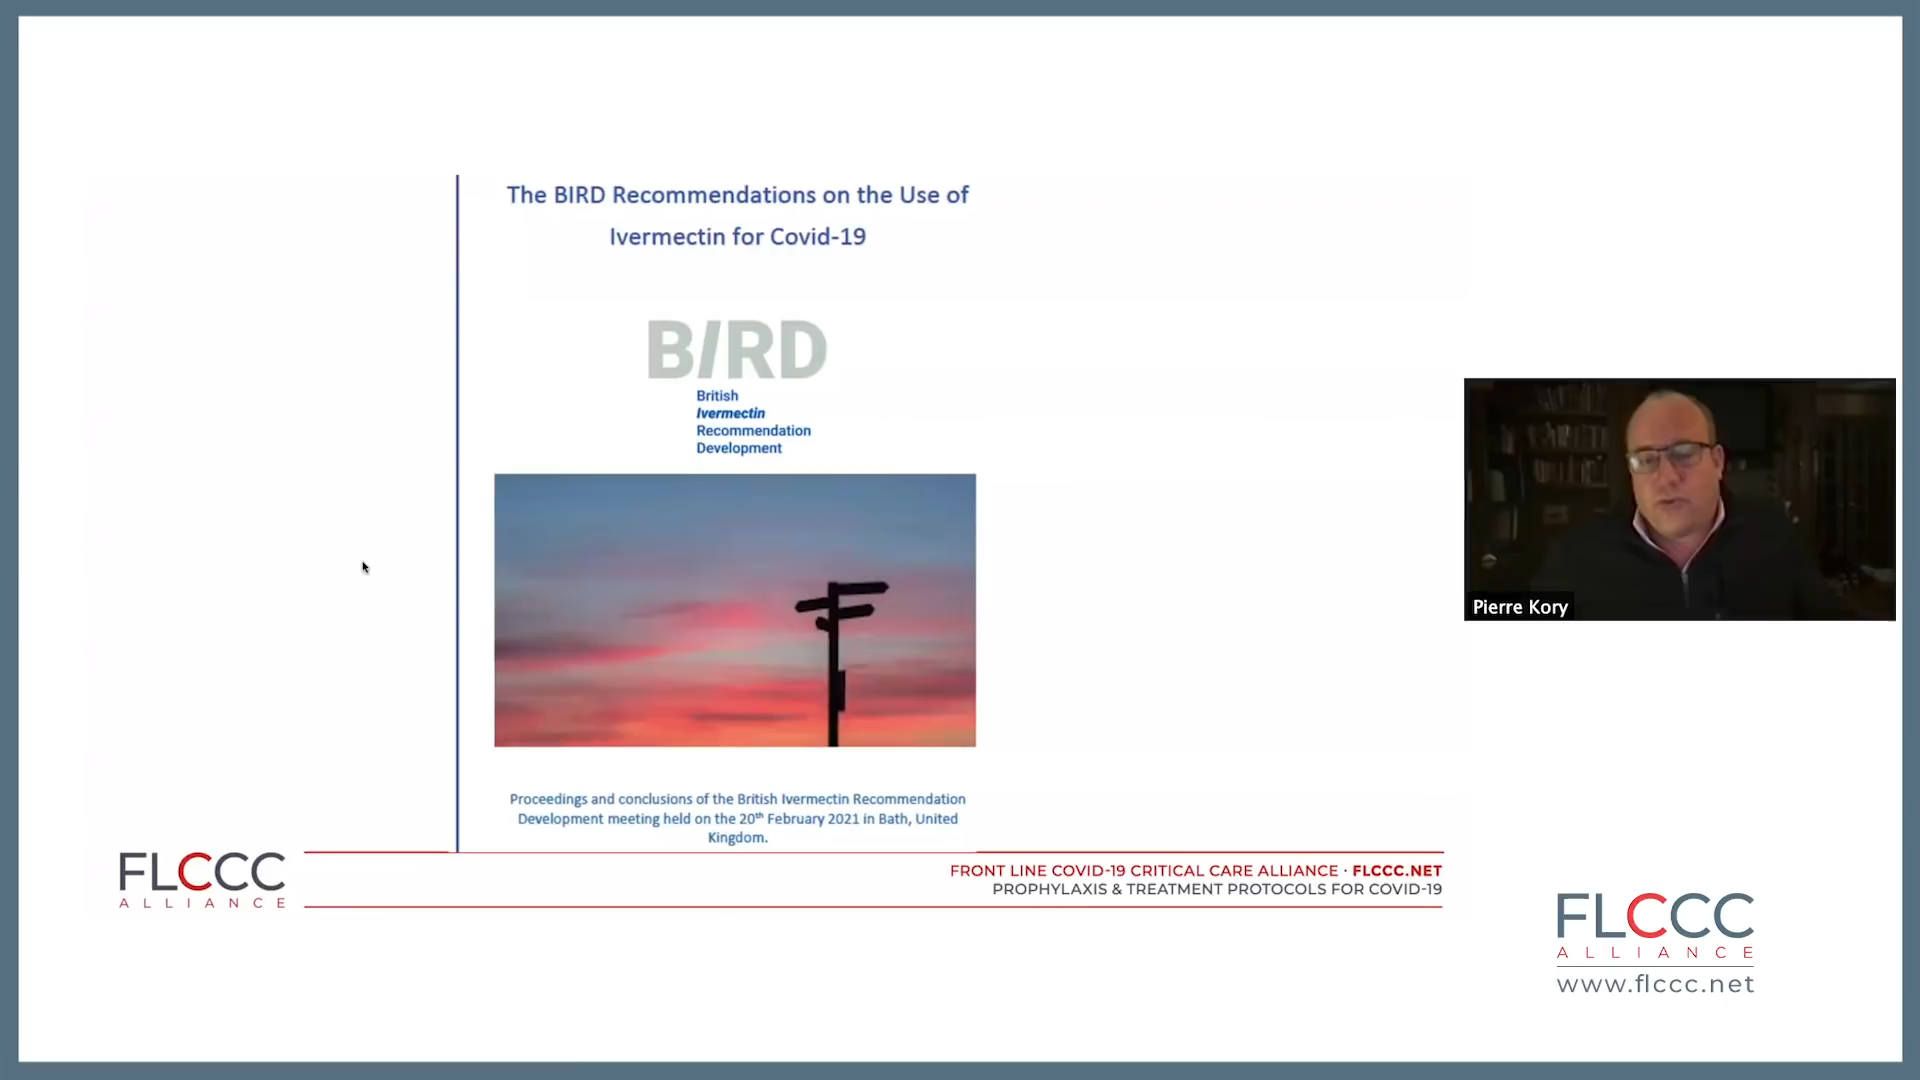 The BIRD Recommendations on the Use of
Ivermectin for Covid-19
BIRD
British
Ivermectin
Recommendation
Development
Proceedings and conclusions of the British Ivermectin Recommendation
Development meeting held on the 20th February 2021 in Bath, United
Kingdom.
FLCCC
ALLIANCE
FRONT LINE COVID-19 CRITICAL CARE ALLIANCE · FLCCC.NET
PROPHYLAXIS & TREATMENT PROTOCOLS FOR COVID-19
Pierre Kory
FLCCC
ALLIANCE
www.flccc.net